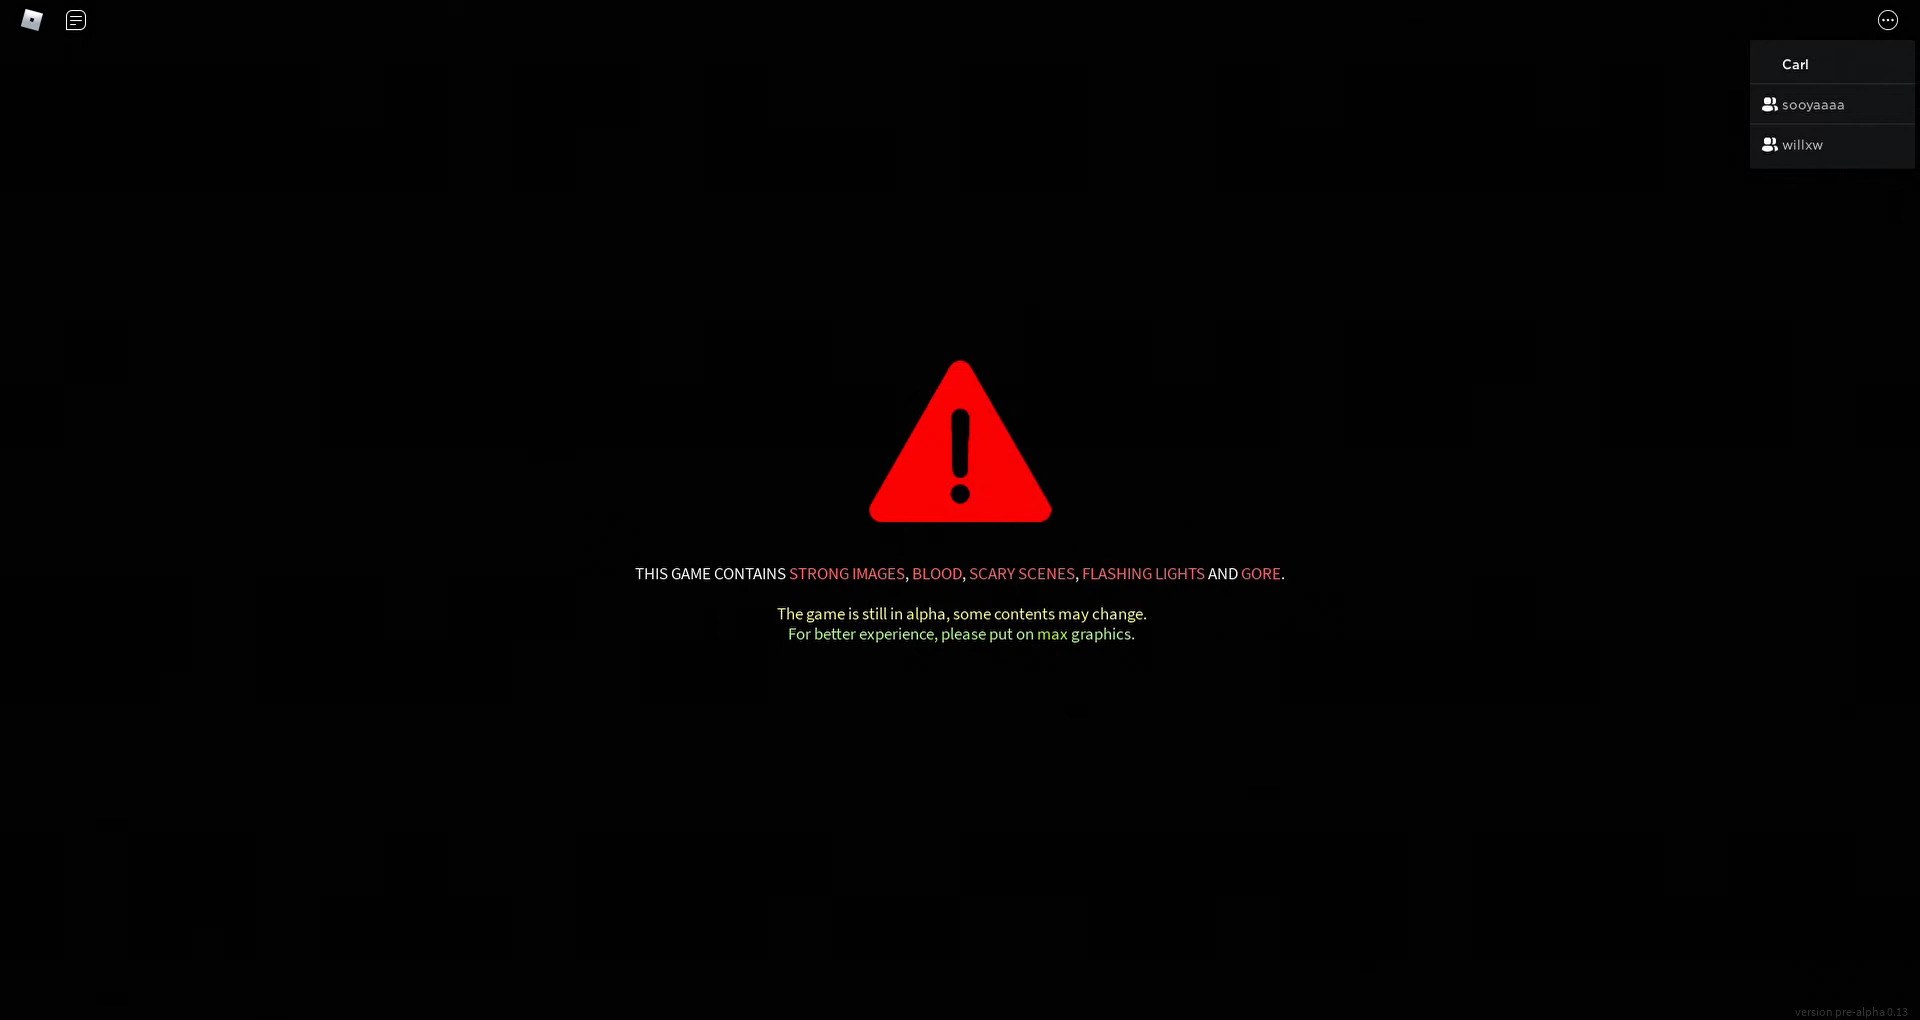 Carl
sooyaaaa
willxw
THIS GAME CONTAINS STRONG IMAGES, BLOOD, SCARY SCENES, FLASHING LIGHTS AND GORE.
The game is still in alpha, some contents may change.
For better experience, please put on max graphics.
version pre-alpha 0.13